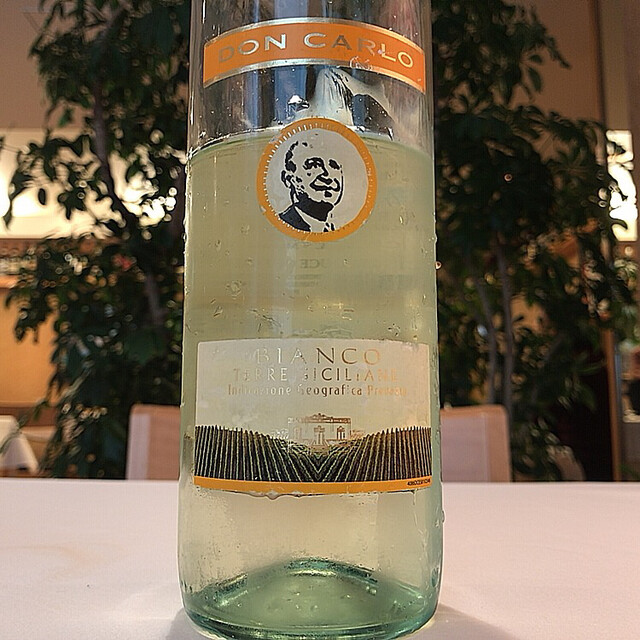 DON CARLO
BIANCO
TERRE SICILIANE
Indicazione Geografica Protetta